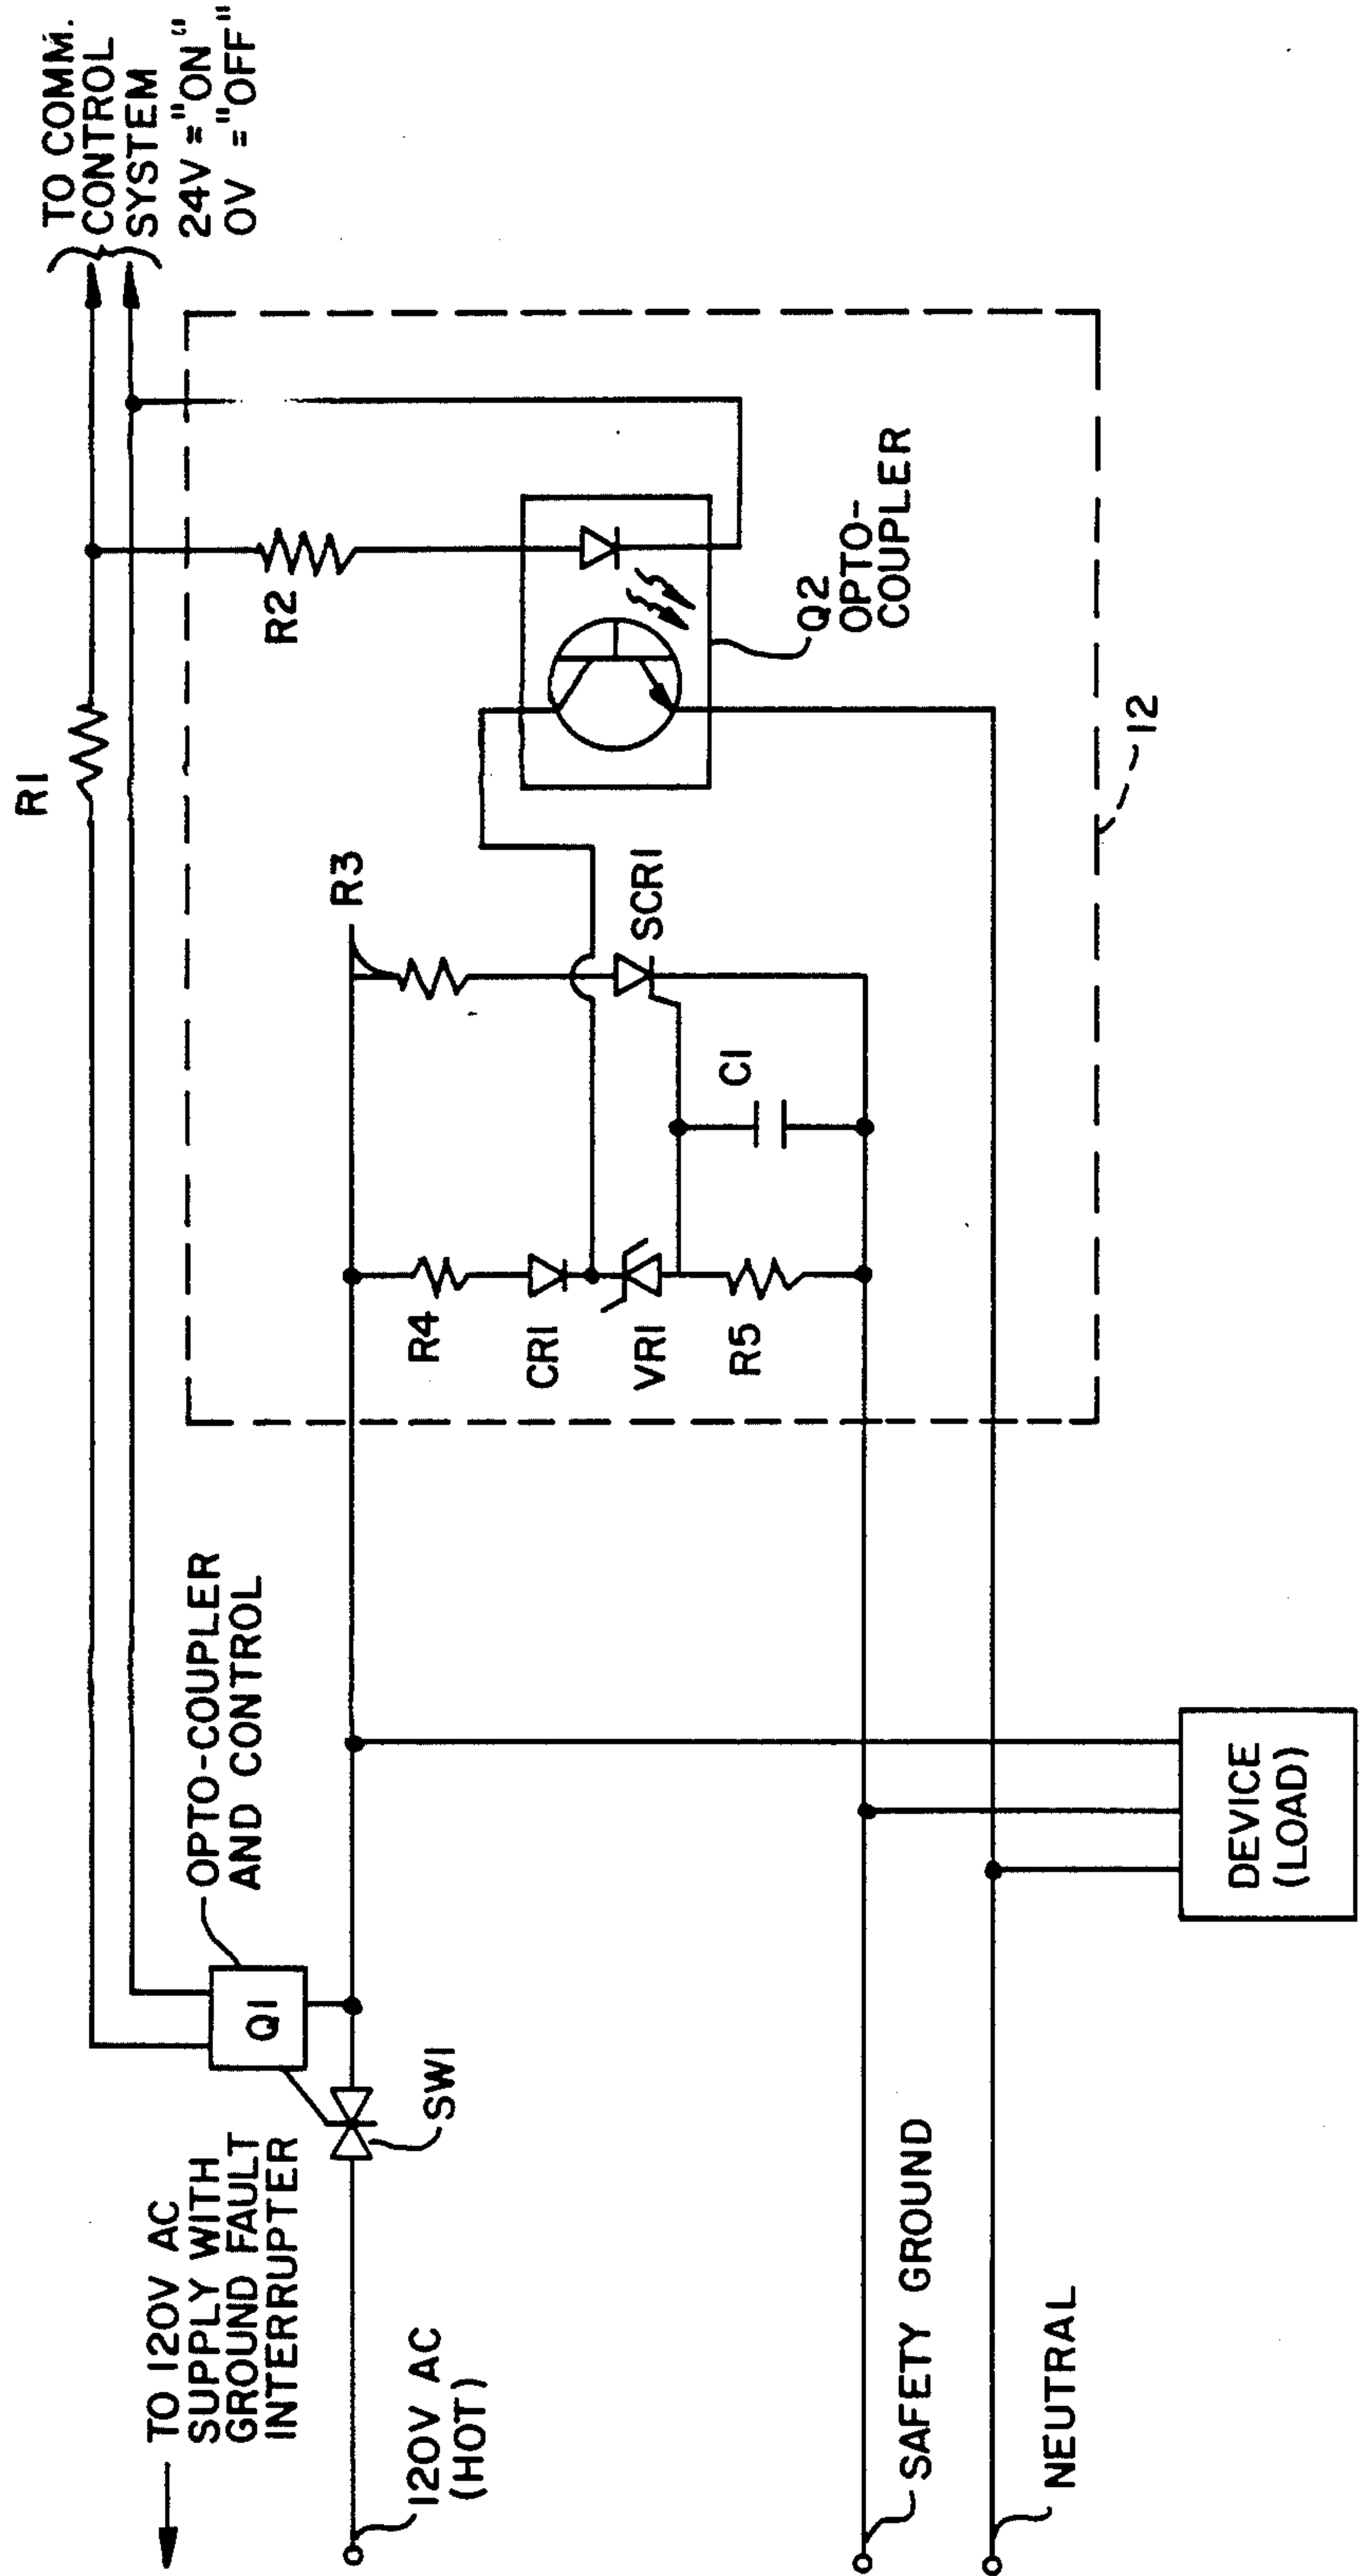 TO COMM.
CONTROL
SYSTEM
24V ="ON"
0V ="OFF"
R1
R2
R3
SCR1
C1
R4
CR1
VR1
R5
Q2
OPTO-
COUPLER
12
OPTO-COUPLER
AND CONTROL
Q1
SW1
TO 120V AC
SUPPLY WITH
GROUND FAULT
INTERRUPTER
120V AC
(HOT)
SAFETY GROUND
NEUTRAL
DEVICE
(LOAD)